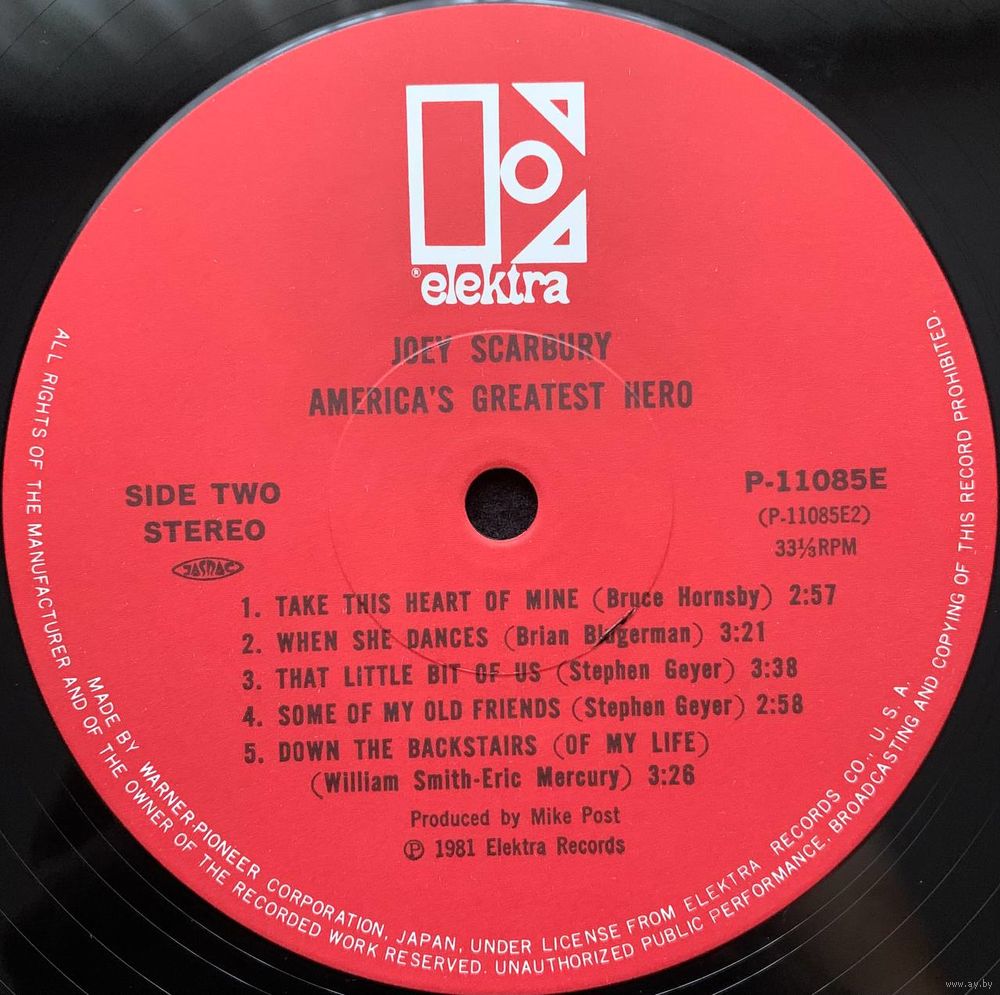 ® elektra
JOEY SCARBURY
AMERICA'S GREATEST HERO
SIDE TWO
STEREO
JASRAC
P-11085E
(P-11085E2)
33⅓RPM
1. TAKE THIS HEART OF MINE (Bruce Hornsby) 2:57
2. WHEN SHE DANCES (Brian Blugerman) 3:21
3. THAT LITTLE BIT OF US (Stephen Geyer) 3:38
4. SOME OF MY OLD FRIENDS (Stephen Geyer) 2:58
5. DOWN THE BACKSTAIRS (OF MY LIFE)
(William Smith-Eric Mercury) 3:26
Produced by Mike Post
℗ 1981 Elektra Records
ALL RIGHTS OF THE MANUFACTURER AND OF THE OWNER OF THE RECORDED WORK RESERVED. UNAUTHORIZED PUBLIC PERFORMANCE. BROADCASTING AND COPYING OF THIS RECORD PROHIBITED.
MADE BY WARNER-PIONEER CORPORATION, JAPAN, UNDER LICENSE FROM ELEKTRA RECORDS CO., U.S.A.
www.ay.by